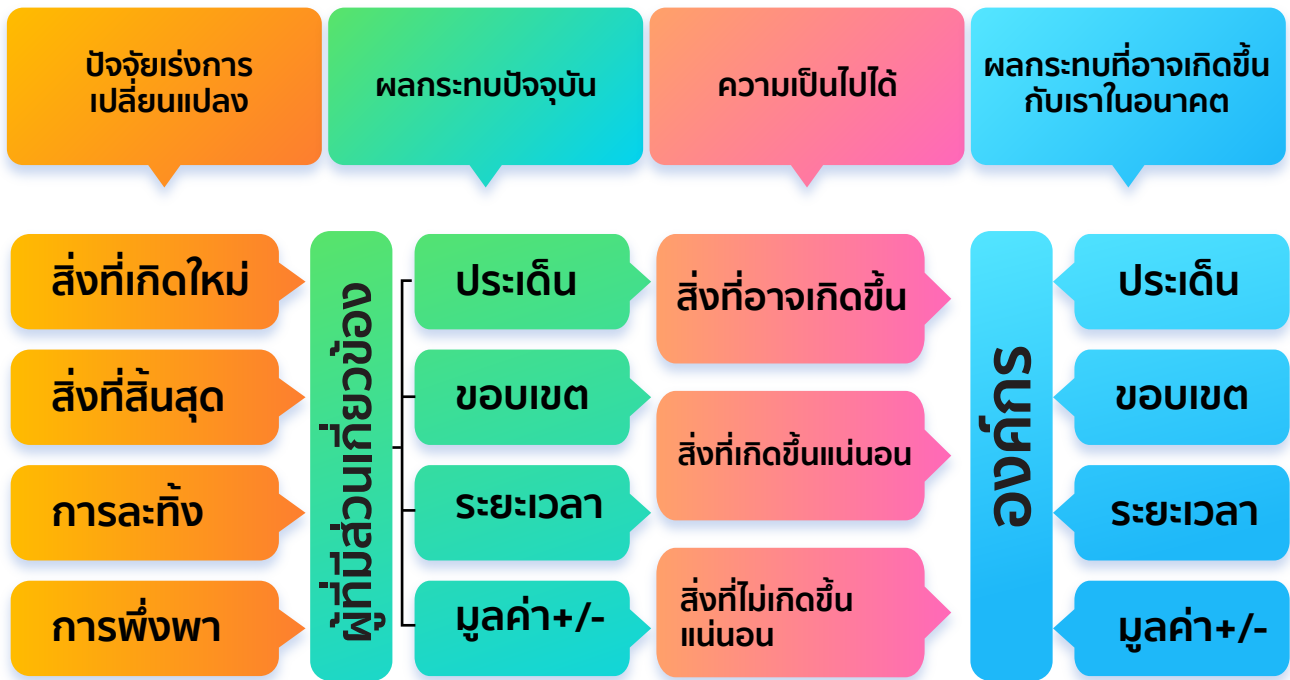 ปัจจัยเร่งการ
เปลี่ยนแปลง
ผลกระทบปัจจุบัน
ความเป็นไปได้
ผลกระทบที่อาจเกิดขึ้น
กับเราในอนาคต
สิ่งที่เกิดใหม่
สิ่งที่สิ้นสุด
การละทิ้ง
การพึ่งพา
ผู้ที่มีส่วนเกี่ยวข้อง
ประเด็น
ขอบเขต
ระยะเวลา
มูลค่า+/-
สิ่งที่อาจเกิดขึ้น
สิ่งที่เกิดขึ้นแน่นอน
สิ่งที่ไม่เกิดขึ้น
แน่นอน
องค์กร
ประเด็น
ขอบเขต
ระยะเวลา
มูลค่า+/-